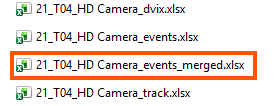 21_T04_HD Camera_dvix.xlsx
21_T04_HD Camera_events.xlsx
21_T04_HD Camera_events_merged.xlsx
21_T04_HD Camera_track.xlsx